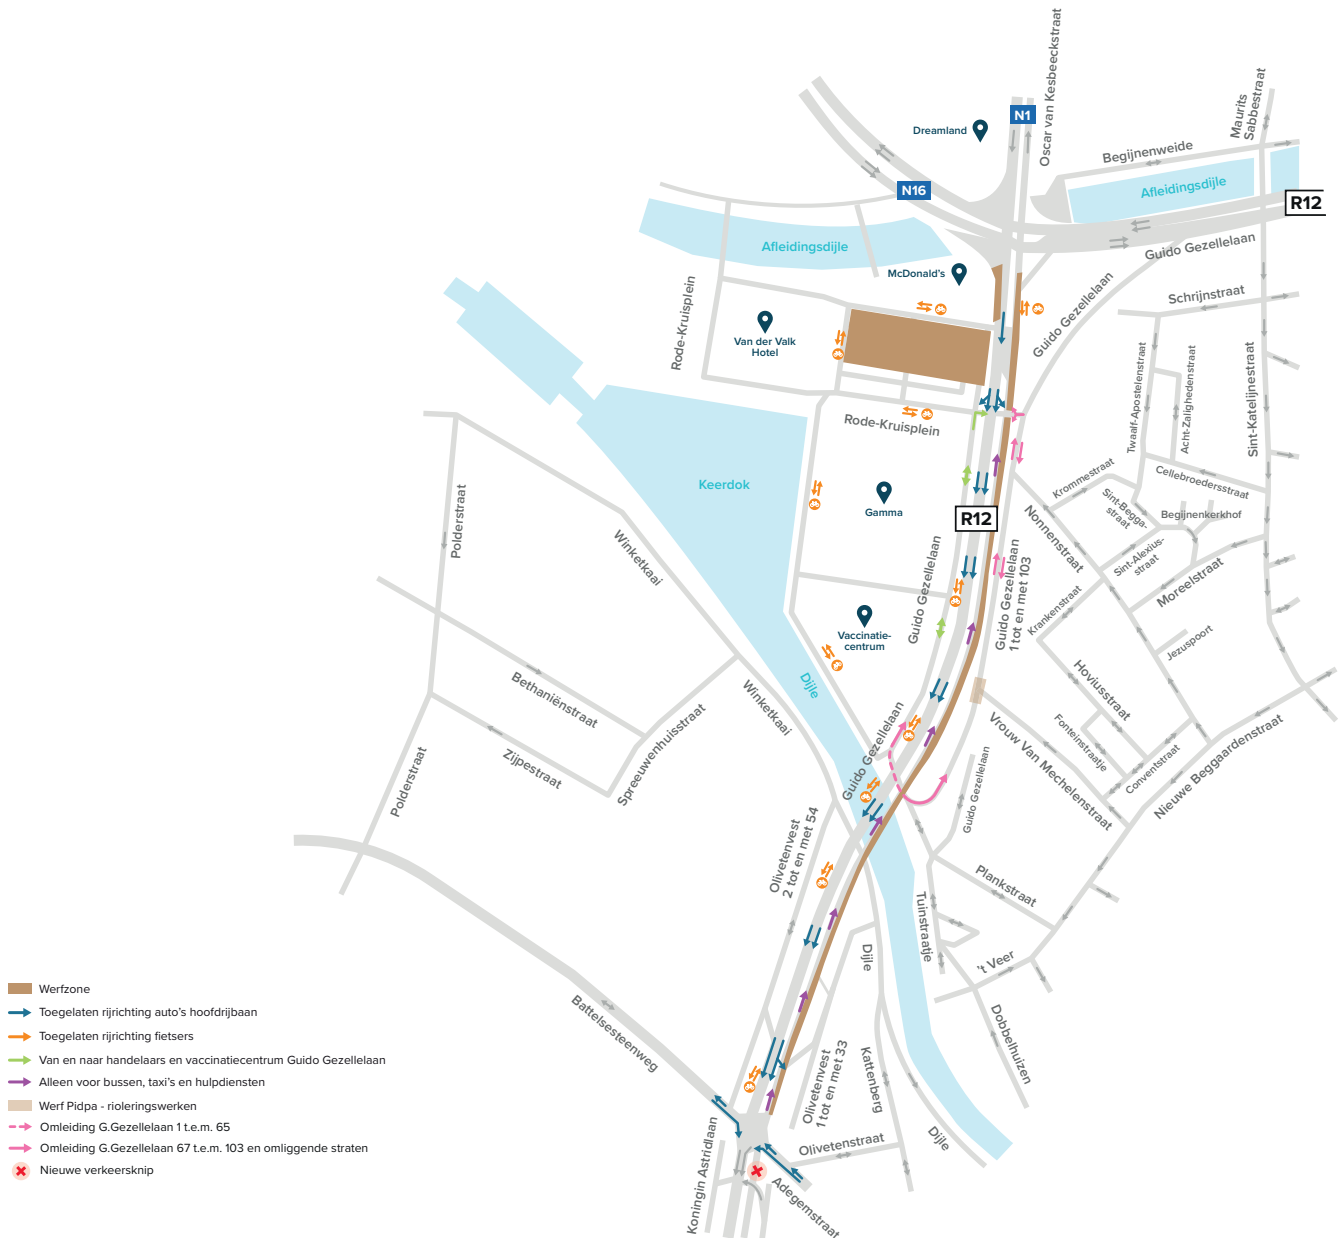 Oscar van Kesbeeckstraat
N1
Dreamland
Maurits
Sabbestraat
Begijnenweide
N16
Afleidingsdijle
R12
Afleidingsdijle
Guido Gezellelaan
McDonald's
Rode-Kruisplein
Guido Gezellelaan
Schrijnstraat
Van der Valk
Hotel
Twaalf-Apostelenstraat
Acht-Zalighedenstraat
Sint-Katelijnestraat
Rode-Kruisplein
Keerdok
Gamma
Krommestraat
Cellebroedersstraat
Sint-Begga-
straat
Begijnenkerkhof
Polderstraat
R12
Nonnenstraat
Winketkaai
Sint-Alexius-
straat
Moreelstraat
Guido Gezellelaan
Guido Gezellelaan
1 tot en met 103
Krankenstraat
Vaccinatie-
centrum
Jezuspoort
Bethaniënstraat
Dijle
Winketkaai
Hoviusstraat
Fonteinstraatje
Guido Gezellelaan
Vrouw Van Mechelenstraat
Conventstraat
Nieuwe Beggaardenstraat
Zijpestraat
Spreeuwenhuisstraat
Polderstraat
Guido Gezellelaan
Olivetenvest
2 tot en met 54
Plankstraat
Tuinstraatje
Dijle
't Veer
Dobbelhuizen
Battelsesteenweg
Olivetenvest
1 tot en met 33
Kattenberg
Dijle
Olivetenstraat
Koningin Astridlaan
Adegemstraat
Werfzone
Toegelaten rijrichting auto's hoofdrijbaan
Toegelaten rijrichting fietsers
Van en naar handelaars en vaccinatiecentrum Guido Gezellelaan
Alleen voor bussen, taxi's en hulpdiensten
Werf Pidpa - rioleringswerken
Omleiding G.Gezellelaan 1 t.e.m. 65
Omleiding G.Gezellelaan 67 t.e.m. 103 en omliggende straten
Nieuwe verkeersknip